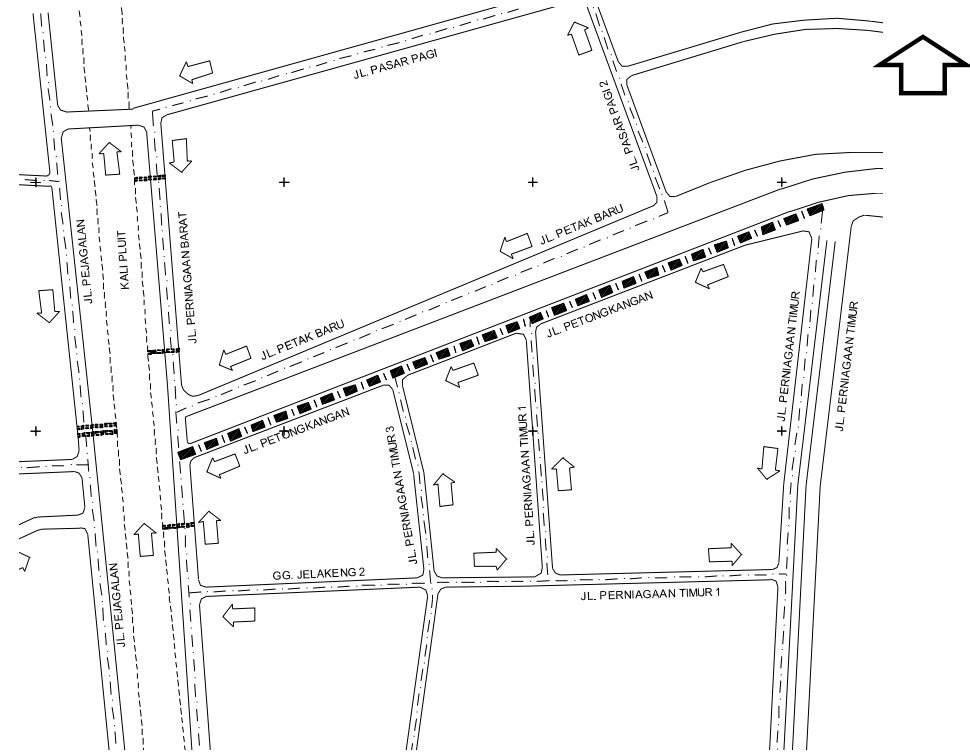 JL. PASAR PAGI
JL. PASAR PAGI 2
JL. PEJAGALAN
KALI PLUIT
JL. PERNIAGAAN BARAT
JL. PETAK BARU
JL. PETAK BARU
JL. PETONGKANGAN
JL. PERNIAGAAN TIMUR
JL. PERNIAGAAN TIMUR
JL. PETONGKANGAN
JL. PERNIAGAAN TIMUR 3
JL. PERNIAGAAN TIMUR 1
GG. JELAKENG 2
JL. PERNIAGAAN TIMUR 1
JL. PEJAGALAN